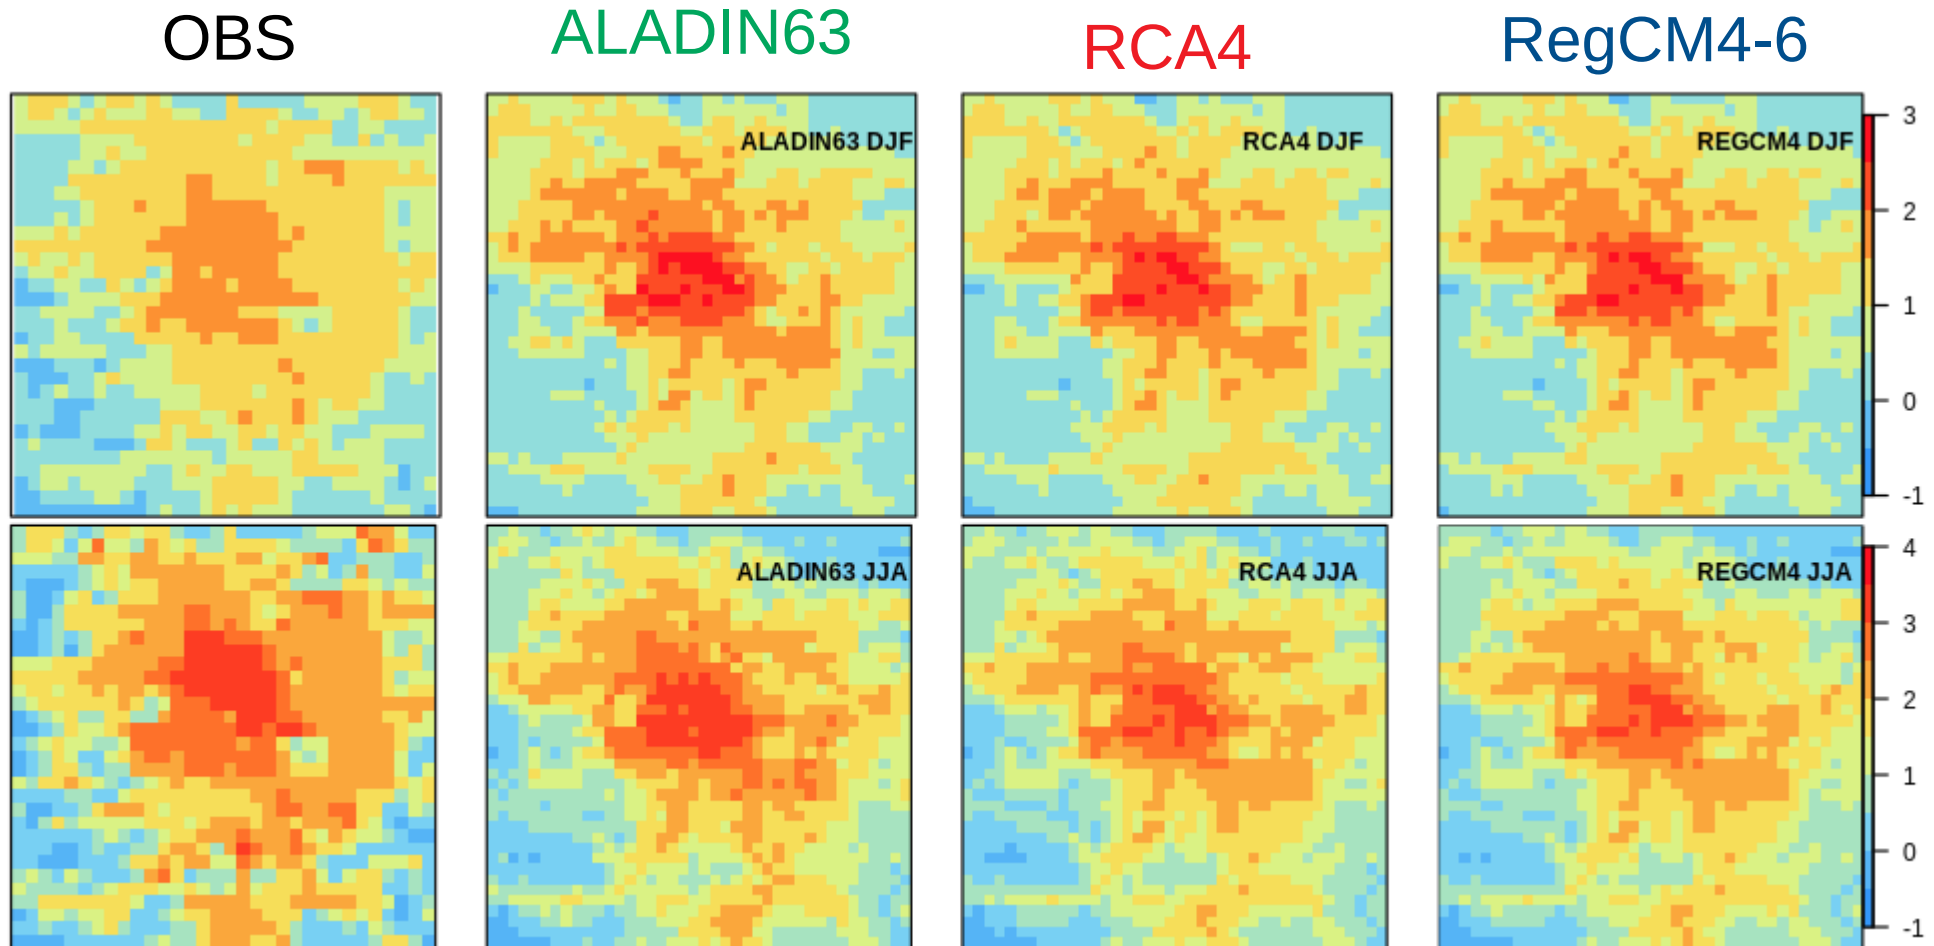 OBS
ALADIN63
RCA4
RegCM4-6
ALADIN63 DJF
RCA4 DJF
REGCM4 DJF
3
2
1
0
-1
ALADIN63 JJA
RCA4 JJA
REGCM4 JJA
4
3
2
1
0
-1